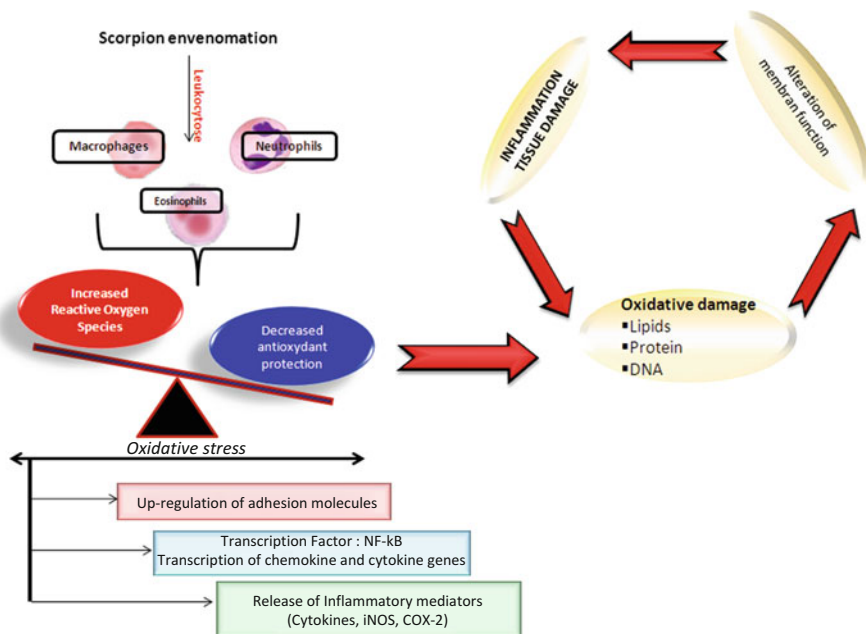 Scorpion envenomation
Leukocytose
Macrophages
Neutrophils
Eosinophils
Increased
Reactive Oxygen
Species
Decreased
antioxydant
protection
Oxidative stress
Up-regulation of adhesion molecules
Transcription Factor : NF-kB
Transcription of chemokine and cytokine genes
Release of Inflammatory mediators
(Cytokines, iNOS, COX-2)
INFLAMMATION
TISSUE DAMAGE
Alteration of
membran function
Oxidative damage
▪Lipids
▪Protein
▪DNA